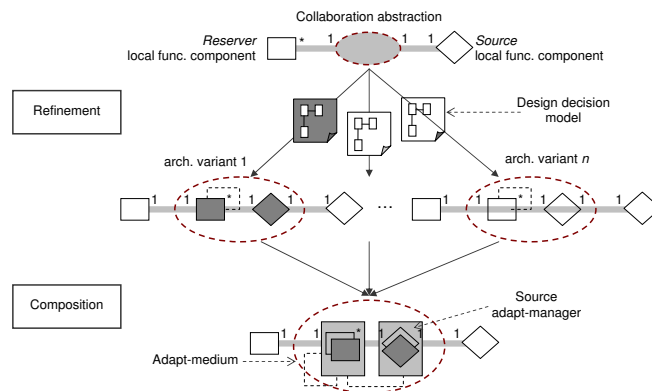 Collaboration abstraction
Reserver
local func. component
* 1 1 1
Source
local func. component
Refinement
Design decision
model
arch. variant 1
arch. variant n
1 1 * 1 1 1
...
1 1 * 1 1 1
Composition
Source
adapt-manager
1 1 * 1 1 1
Adapt-medium